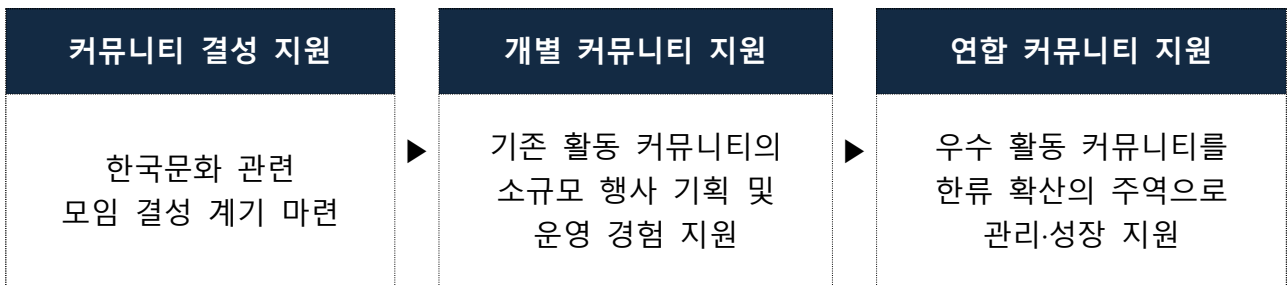 커뮤니티 결성 지원
한국문화 관련
모임 결성 계기 마련
▶
개별 커뮤니티 지원
기존 활동 커뮤니티의
소규모 행사 기획 및
운영 경험 지원
▶
연합 커뮤니티 지원
우수 활동 커뮤니티를
한류 확산의 주역으로
관리·성장 지원